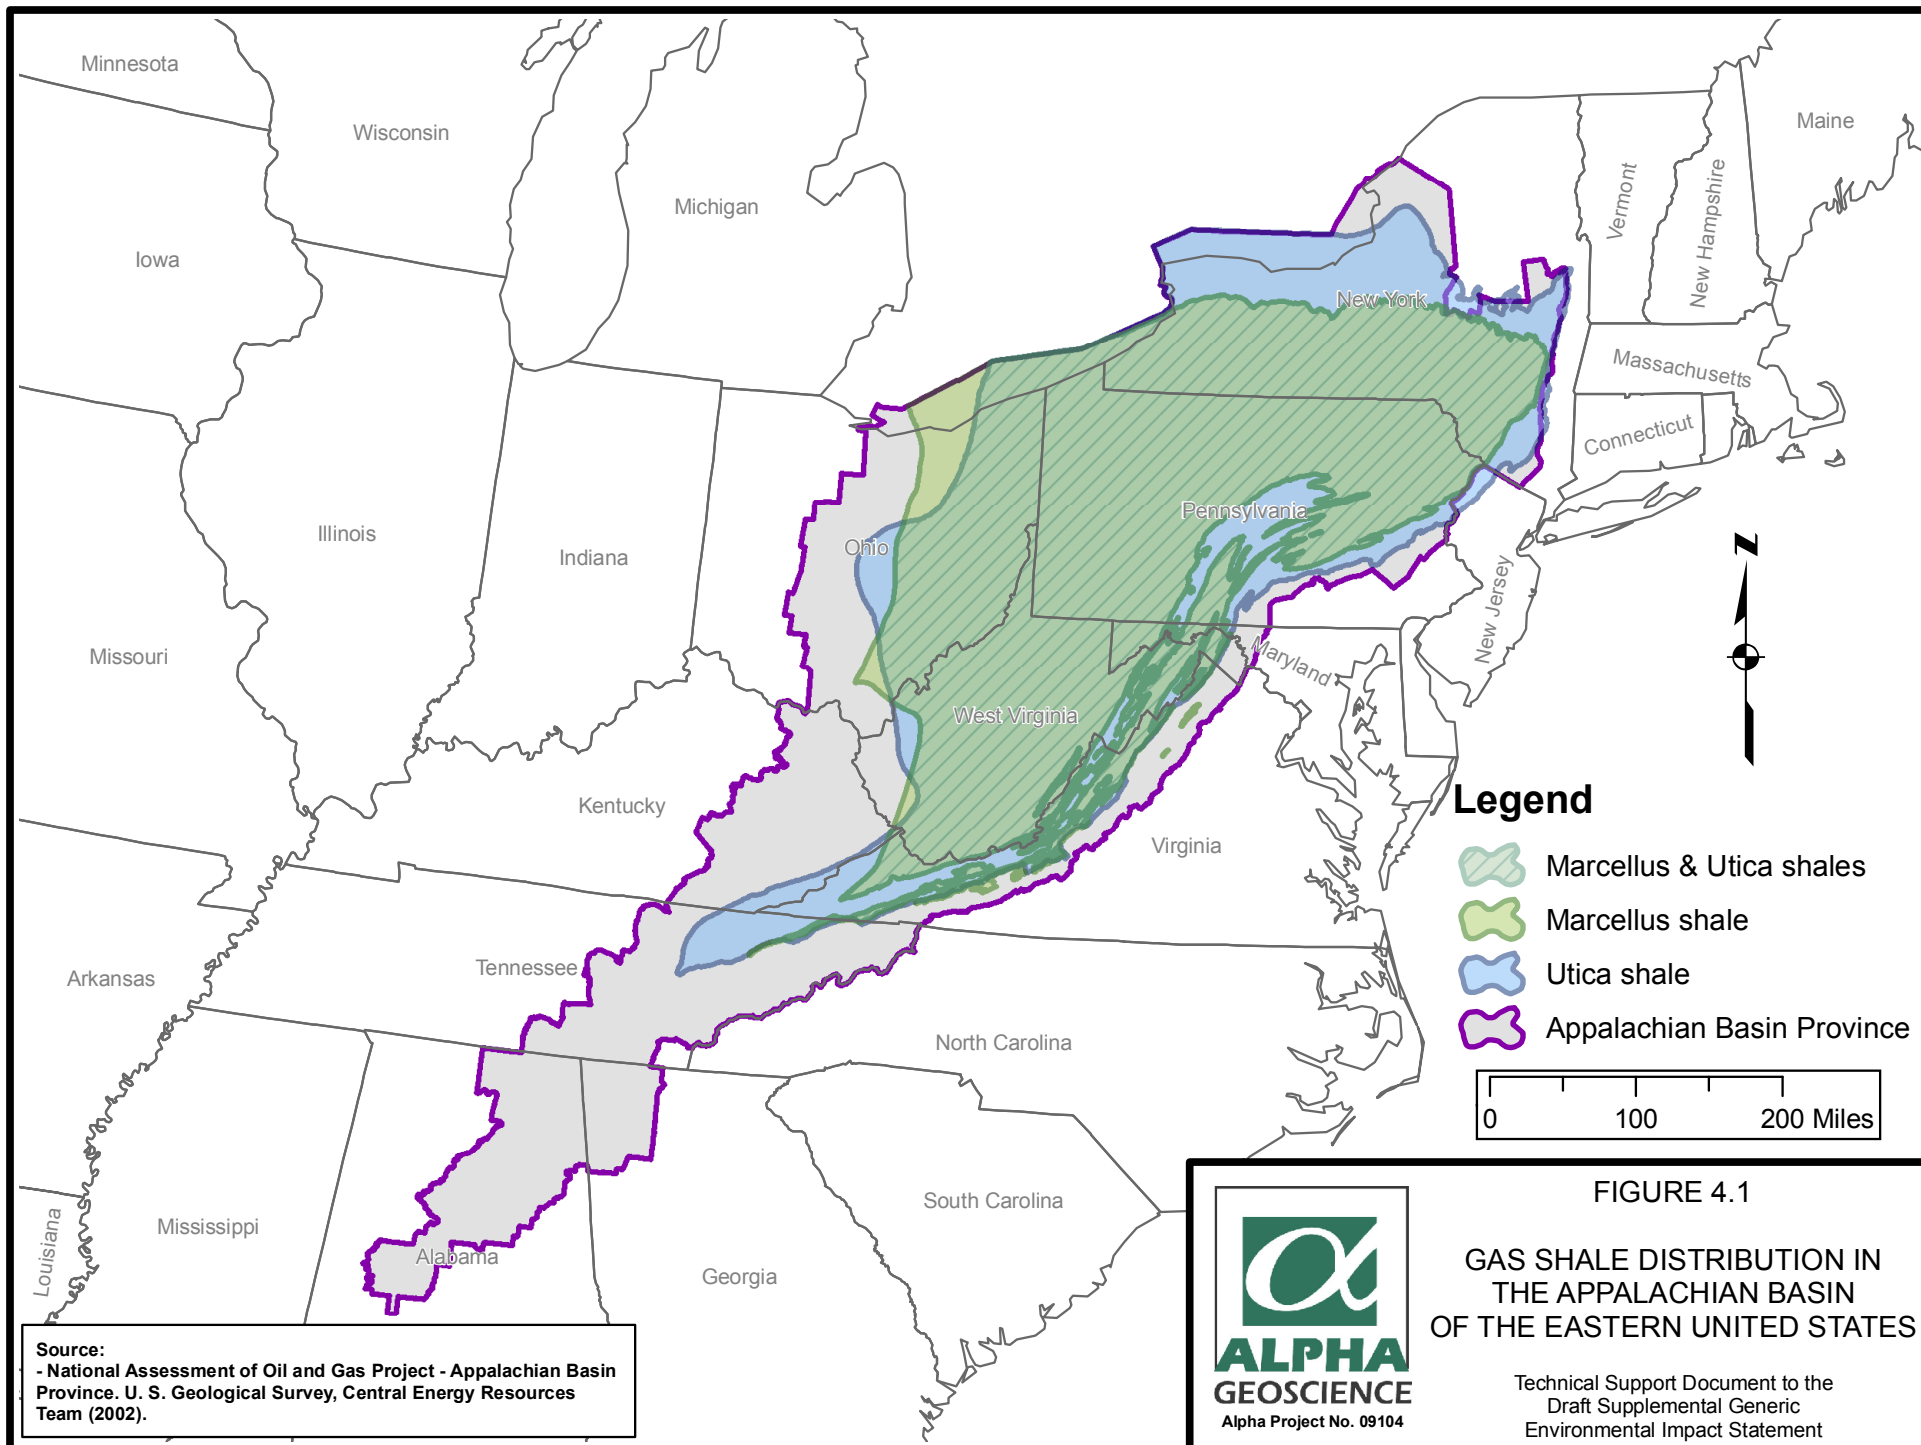 Minnesota
Wisconsin
Michigan
Iowa
Illinois
Indiana
Ohio
Missouri
Kentucky
West Virginia
Virginia
Maryland
Pennsylvania
New York
Vermont
New Hampshire
Maine
Massachusetts
Connecticut
New Jersey
Tennessee
Arkansas
North Carolina
South Carolina
Mississippi
Alabama
Georgia
Louisiana
N
Legend
Marcellus & Utica shales
Marcellus shale
Utica shale
Appalachian Basin Province
0 100 200 Miles
Source:
- National Assessment of Oil and Gas Project - Appalachian Basin
Province. U. S. Geological Survey, Central Energy Resources
Team (2002).
α
ALPHA
GEOSCIENCE
Alpha Project No. 09104
FIGURE 4.1
GAS SHALE DISTRIBUTION IN
THE APPALACHIAN BASIN
OF THE EASTERN UNITED STATES
Technical Support Document to the
Draft Supplemental Generic
Environmental Impact Statement